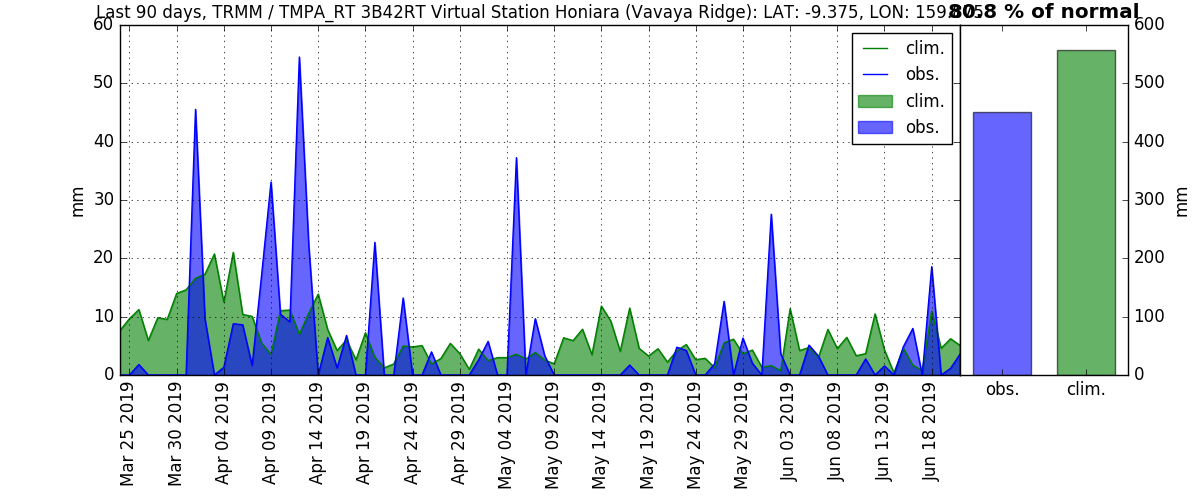 Last 90 days, TRMM / TMPA_RT 3B42RT Virtual Station Honiara (Vavaya Ridge): LAT: -9.375, LON:
80.8 % of normal
60
50
40
30
20
10
0
mm
clim.
obs.
clim.
obs.
600
500
400
300
200
100
0
mm
Mar 25 2019
Mar 30 2019
Apr 04 2019
Apr 09 2019
Apr 14 2019
Apr 19 2019
Apr 24 2019
Apr 29 2019
May 04 2019
May 09 2019
May 14 2019
May 19 2019
May 24 2019
May 29 2019
Jun 03 2019
Jun 08 2019
Jun 13 2019
Jun 18 2019
obs.
clim.